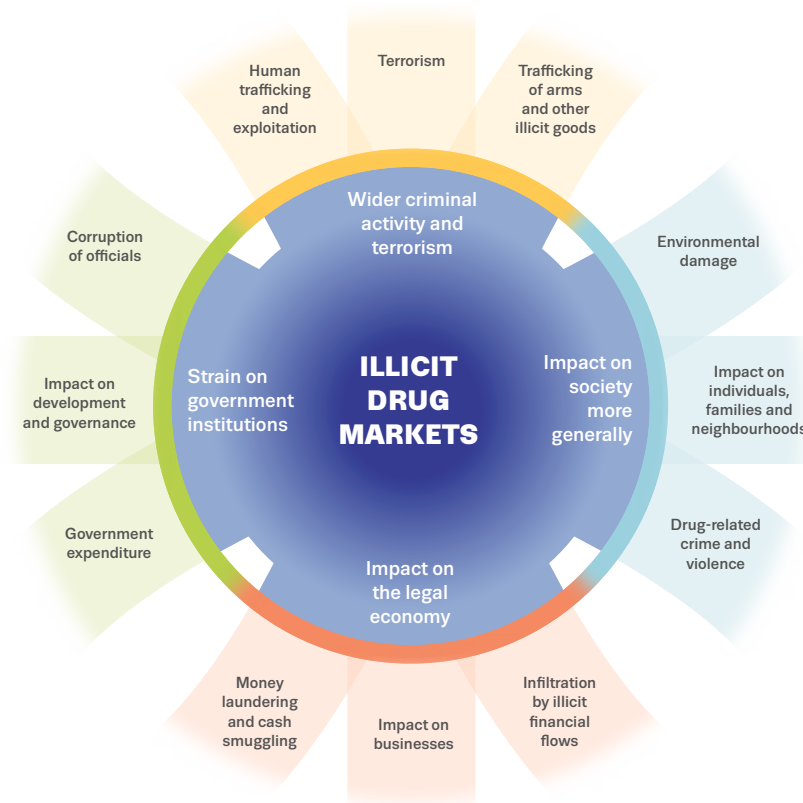 Terrorism
Human
trafficking
and
exploitation
Trafficking
of arms
and other
illicit goods
Wider criminal
activity and
terrorism
Corruption
of officials
Environmental
damage
Impact on
development
and governance
Strain on
government
institutions
ILLICIT
DRUG
MARKETS
Impact on
society
more
generally
Impact on
individuals,
families and
neighbourhoods
Government
expenditure
Drug-related
crime and
violence
Impact on
the legal
economy
Money
laundering
and cash
smuggling
Impact on
businesses
Infiltration
by illicit
financial
flows